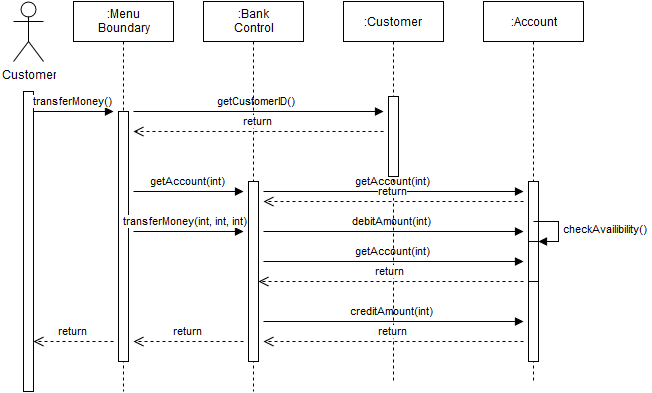 :Menu
Boundary
:Bank
Control
:Customer
:Account
Customer
transferMoney()
getCustomerID()
return
getAccount(int)
getAccount(int)
return
transferMoney(int, int, int)
debitAmount(int)
checkAvailibility()
getAccount(int)
return
creditAmount(int)
return
return
return